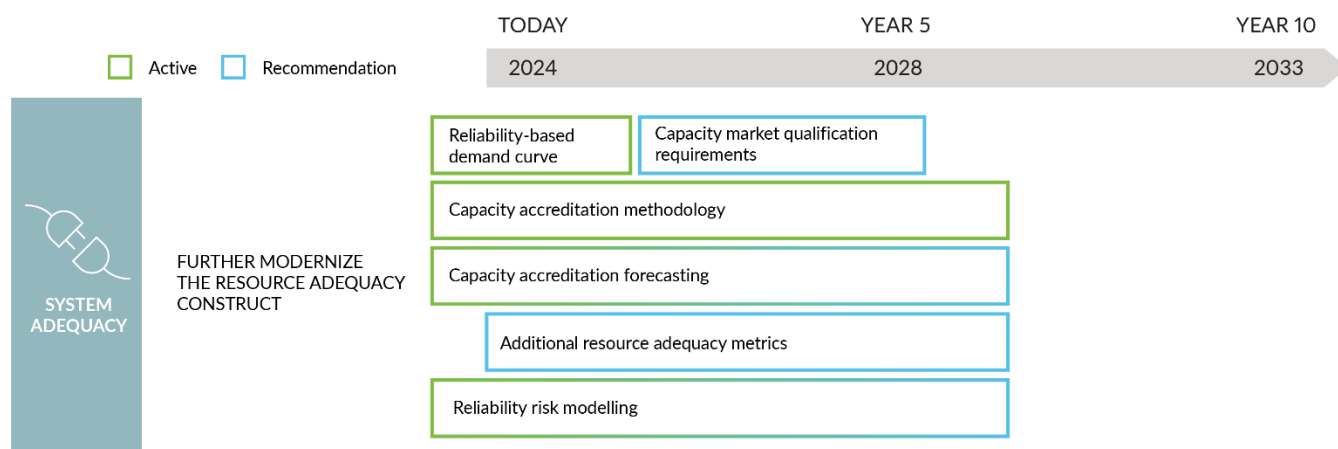 TODAY
YEAR 5
YEAR 10
Active
Recommendation
2024
2028
2033
Reliability-based
demand curve
Capacity market qualification
requirements
Capacity accreditation methodology
SYSTEM
ADEQUACY
FURTHER MODERNIZE
THE RESOURCE ADEQUACY
CONSTRUCT
Capacity accreditation forecasting
Additional resource adequacy metrics
Reliability risk modelling